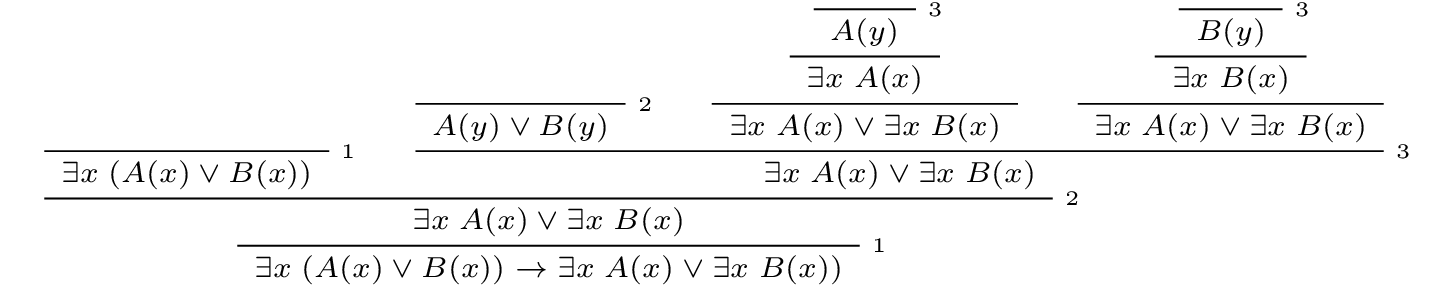 3 3
A(y) B(y)
∃x A(x) ∃x B(x)
2
A(y) ∨ B(y) ∃x A(x) ∨ ∃x B(x) ∃x A(x) ∨ ∃x B(x)
1 3
∃x (A(x) ∨ B(x)) ∃x A(x) ∨ ∃x B(x)
2
∃x A(x) ∨ ∃x B(x)
1
∃x (A(x) ∨ B(x)) → ∃x A(x) ∨ ∃x B(x))